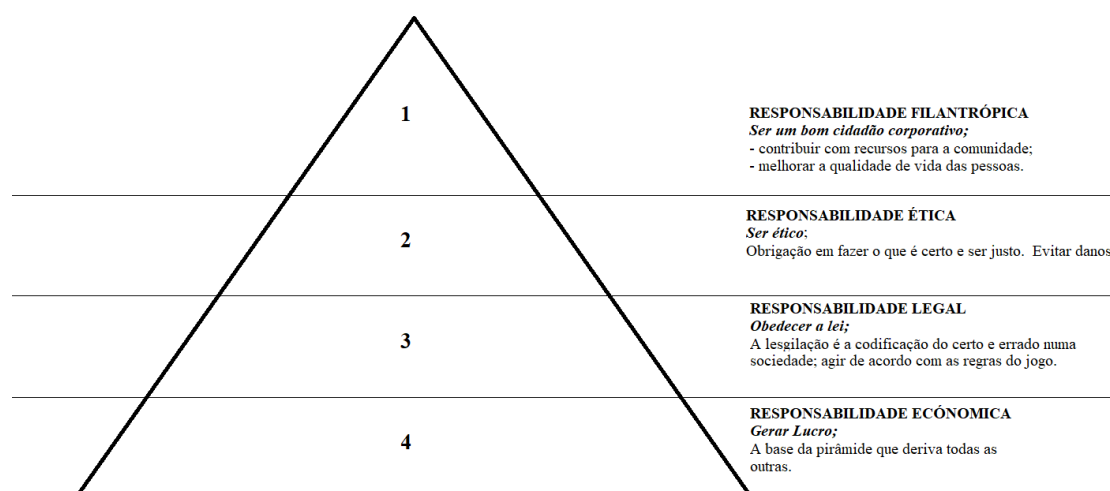 1
RESPONSABILIDADE FILANTRÓPICA
Ser um bom cidadão corporativo;
- contribuir com recursos para a comunidade;
- melhorar a qualidade de vida das pessoas.
2
RESPONSABILIDADE ÉTICA
Ser ético;
Obrigação em fazer o que é certo e ser justo.  Evitar danos
3
RESPONSABILIDADE LEGAL
Obedecer a lei;
A lesgilação é a codificação do certo e errado numa
sociedade; agir de acordo com as regras do jogo.
4
RESPONSABILIDADE ECÓNOMICA
Gerar Lucro;
A base da pirâmide que deriva todas as
outras.